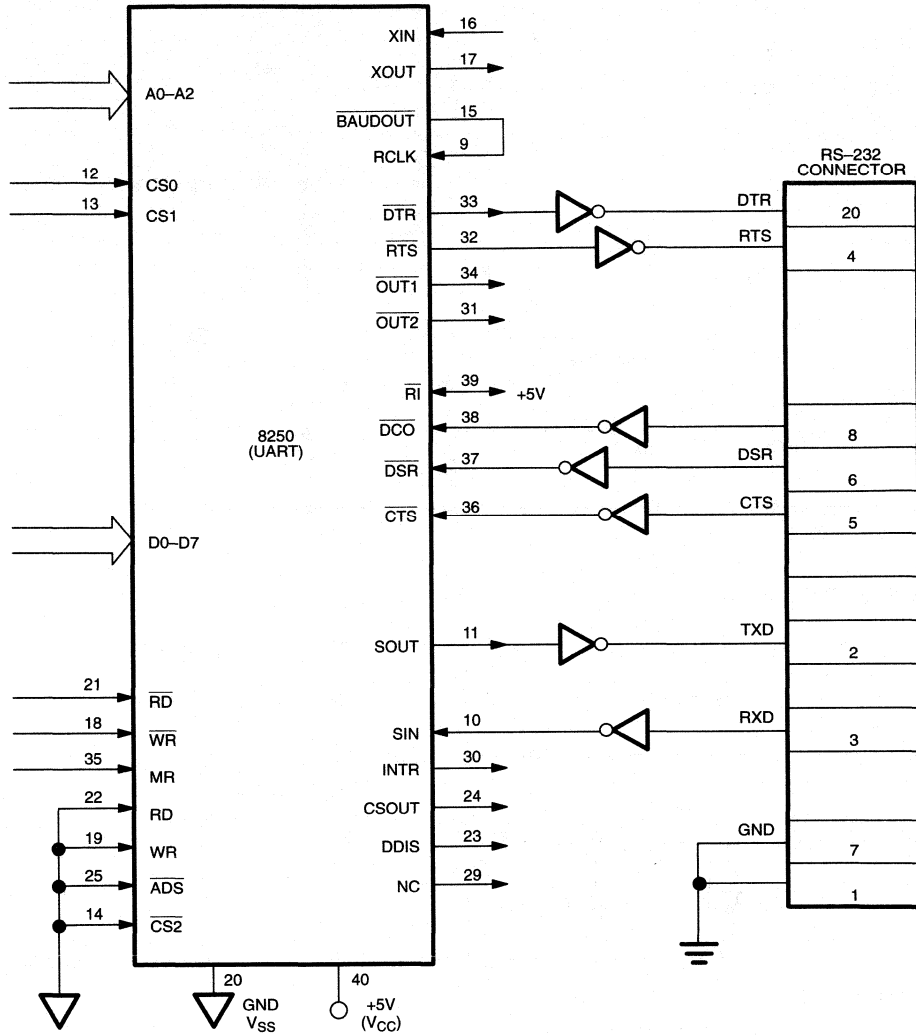 XIN
16
XOUT
17
A0–A2
BAUDOUT
15
RCLK
9
RS–232
CONNECTOR
12
CS0
13
CS1
DTR
33
DTR
20
RTS
32
RTS
4
OUT1
34
OUT2
31
RI
39
+5V
8250
(UART)
DCO
38
8
DSR
37
DSR
6
CTS
36
CTS
5
D0–D7
SOUT
11
TXD
2
21
RD
18
WR
SIN
10
RXD
3
35
MR
INTR
30
22
RD
CSOUT
24
19
WR
DDIS
23
GND
7
25
ADS
NC
29
1
14
CS2
20
GND
VSS
40
+5V
(VCC)